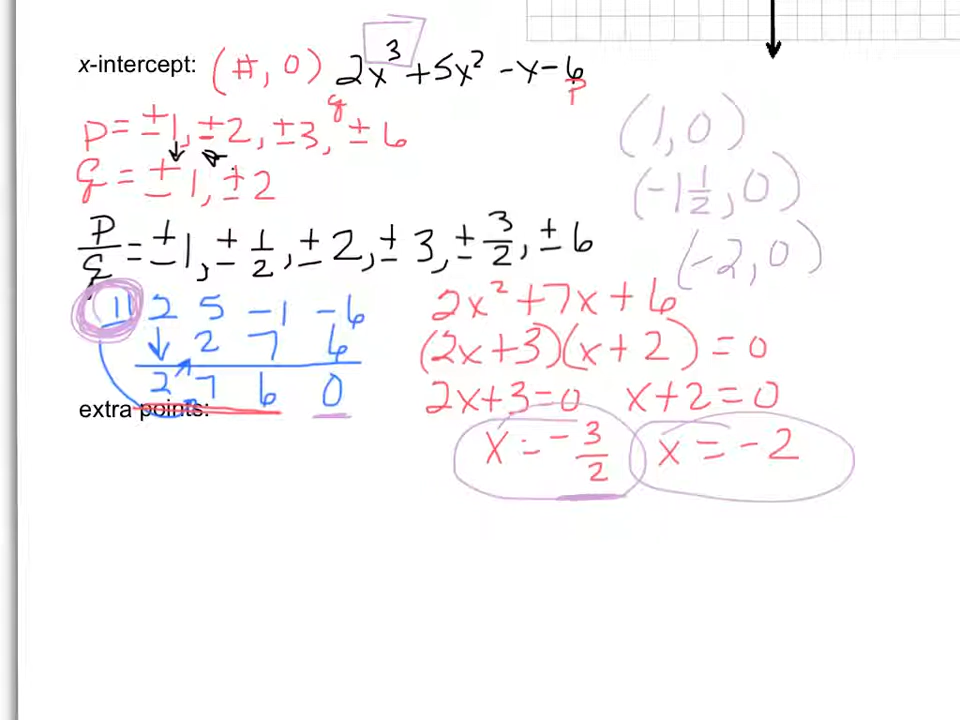 x-intercept: (#, 0) 2x³ + 5x² - x - 6
q p
p = ±1, ±2, ±3, ±6
q = ±1, ±2
p/q = ±1, ±1/2, ±2, ±3, ±3/2, ±6
(1, 0)
(-1 1/2, 0)
(-2, 0)
1| 2 5 -1 -6
2 7 6
2 7 6 0
extra points:
2x² + 7x + 6
(2x + 3)(x + 2) = 0
2x + 3 = 0 x + 2 = 0
x = -3/2 x = -2